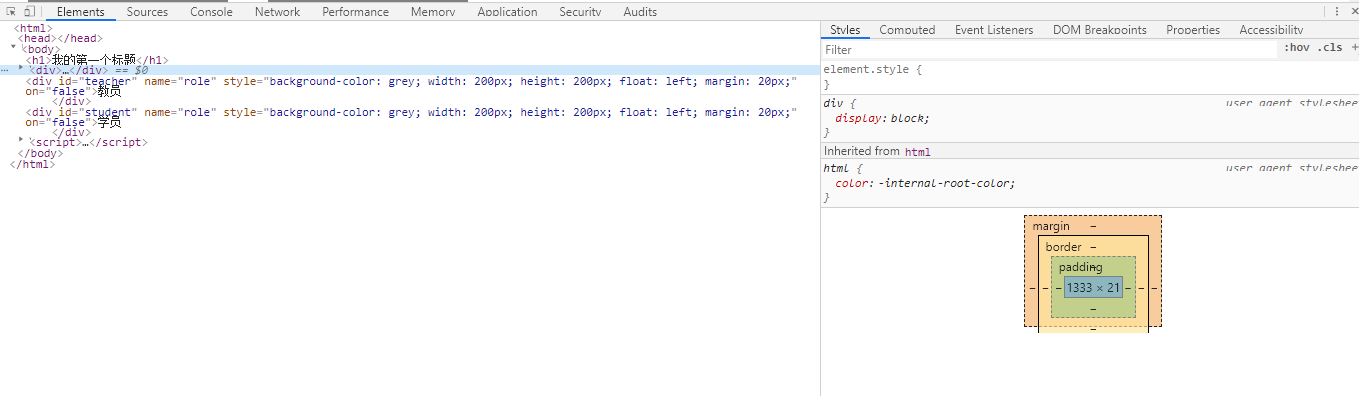 Elements Sources Console Network Performance Memory Application Security Audits
<html>
<head></head>
<body>
<h1>我的第一个标题</h1>
<div>…</div> == $0
<div id="teacher" name="role" style="background-color: grey; width: 200px; height: 200px; float: left; margin: 20px;"
on="false">教员
</div>
<div id="student" name="role" style="background-color: grey; width: 200px; height: 200px; float: left; margin: 20px;"
on="false">学员
</div>
<script>…</script>
</body>
</html>
Styles Computed Event Listeners DOM Breakpoints Properties Accessibility
Filter :hov .cls +
element.style {
}
div { user agent styleshee
display: block;
}
Inherited from html
html { user agent styleshee
color: -internal-root-color;
}
margin –
border –
padding –
– – – 1333 × 21 – – –
–
–